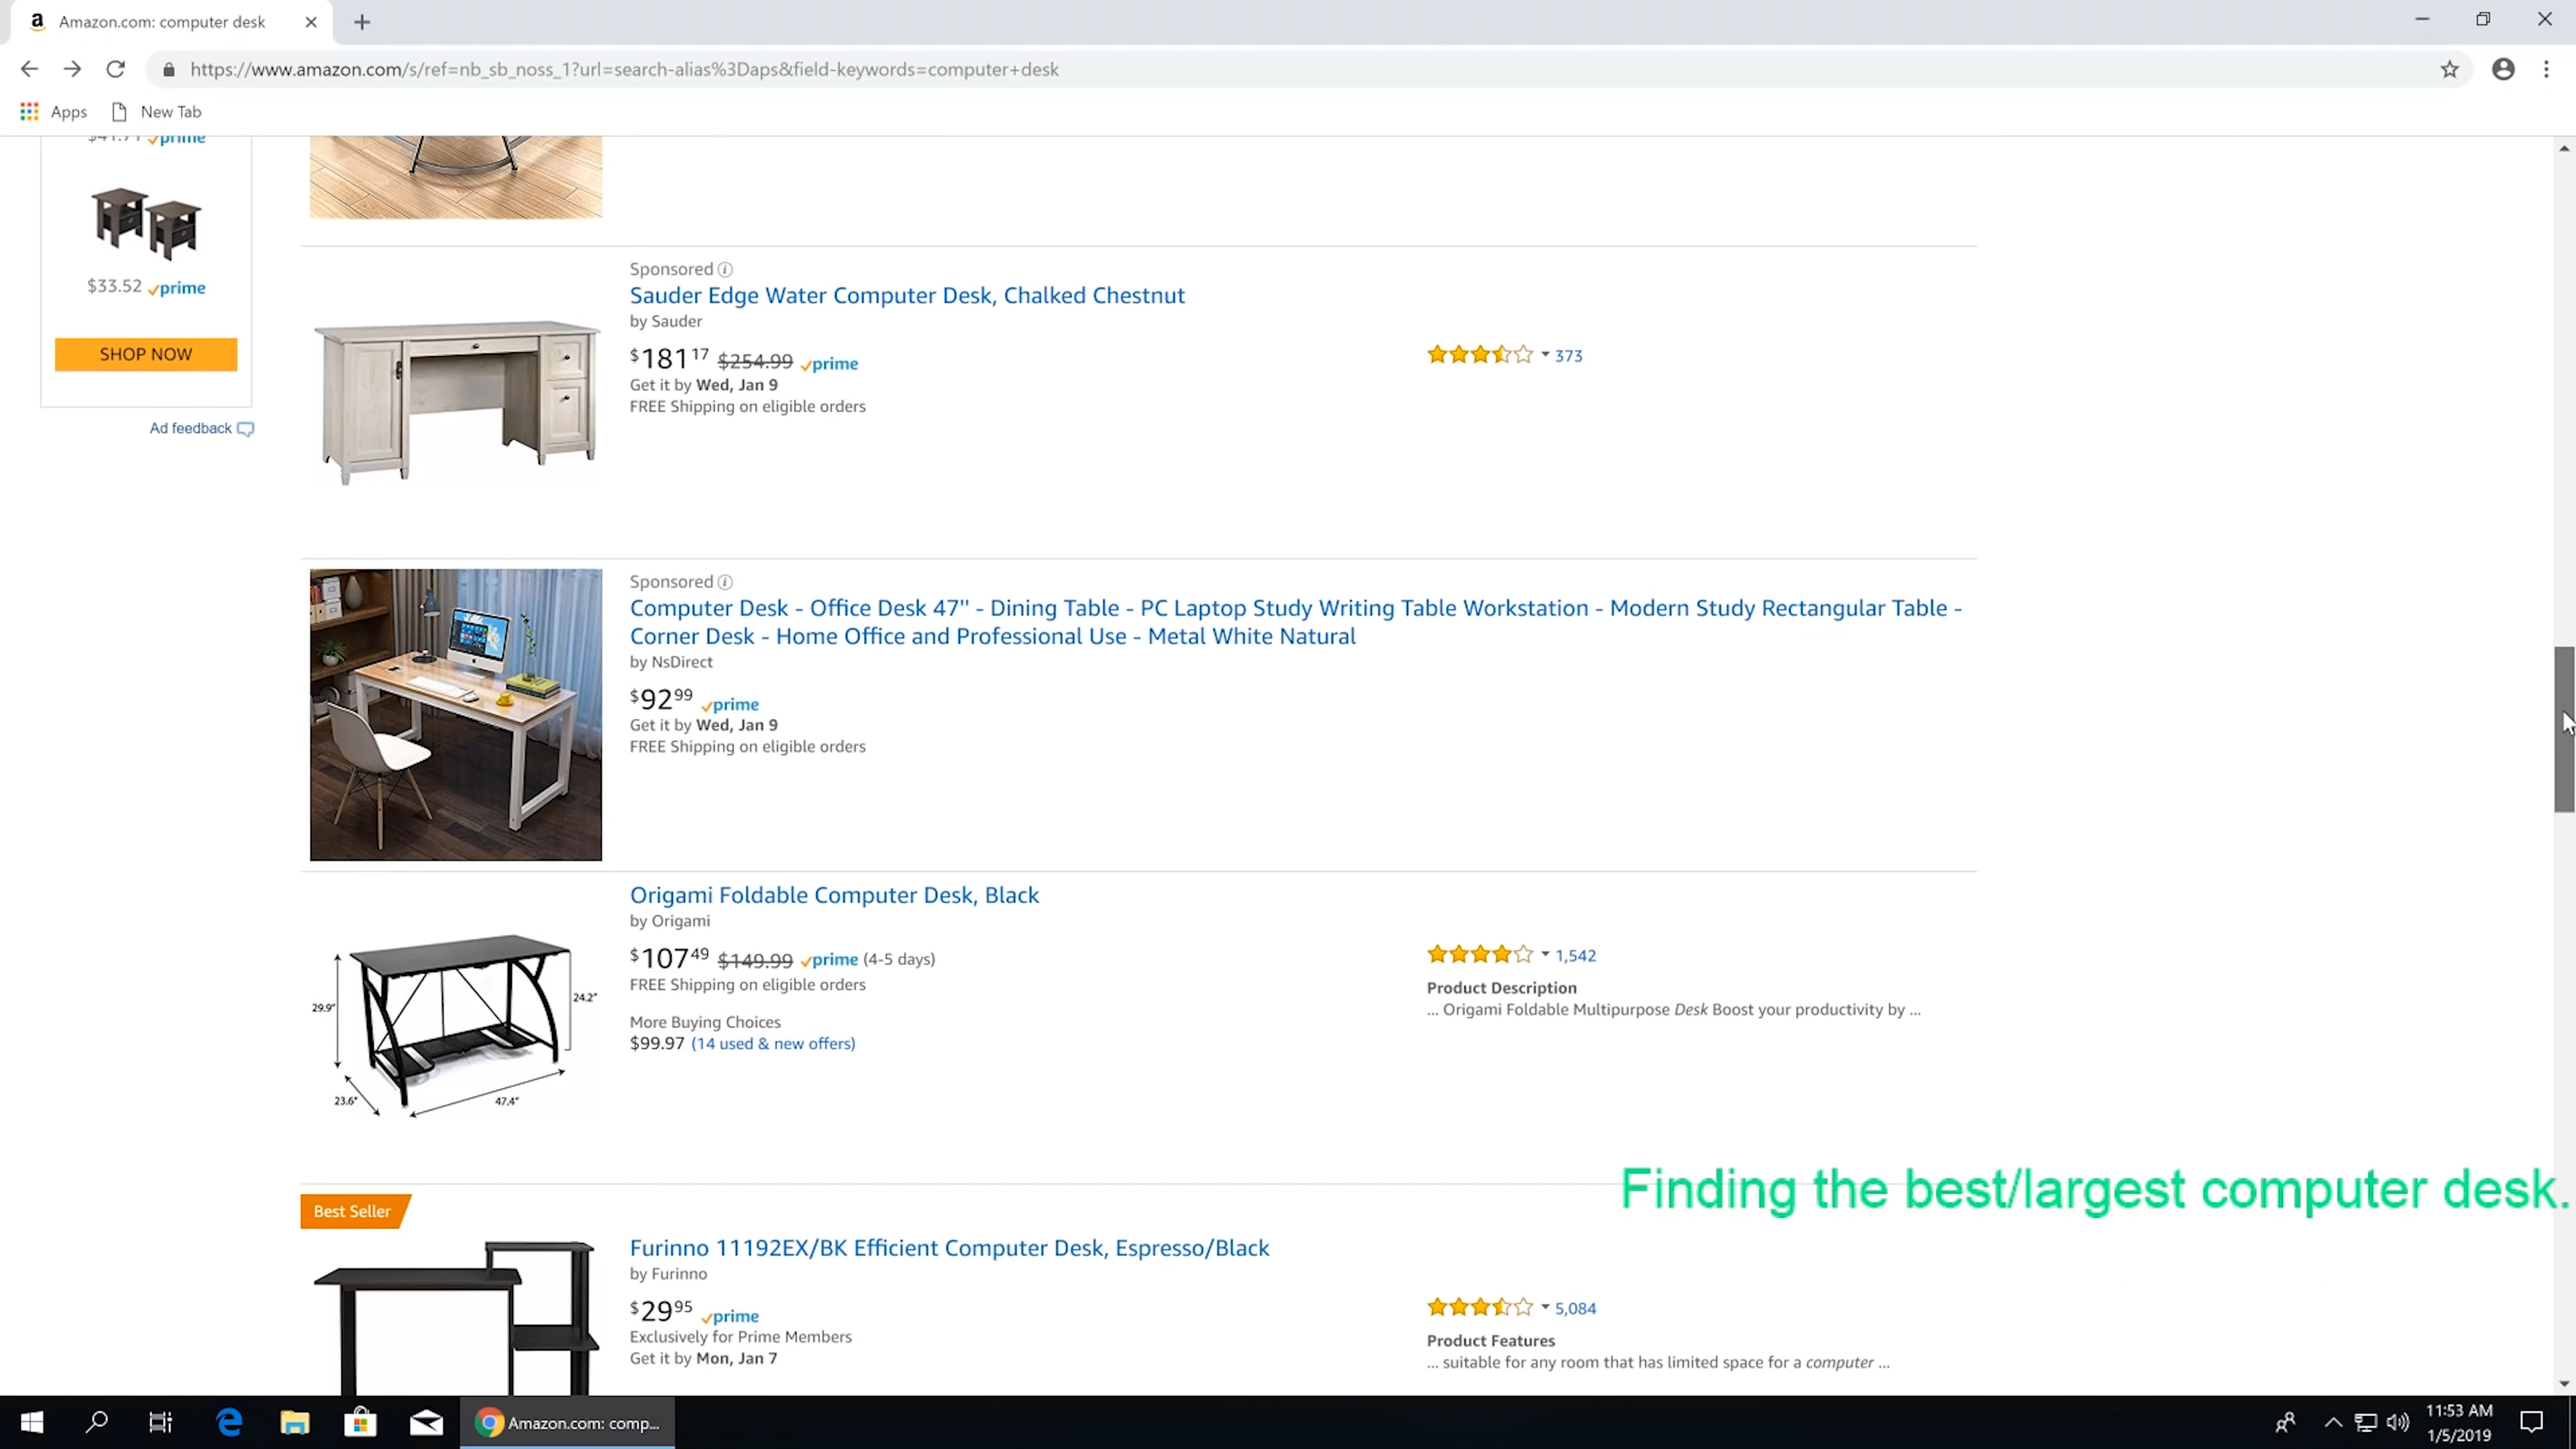 Amazon.com: computer desk
https://www.amazon.com/s/ref=nb_sb_noss_1?url=search-alias%3Daps&field-keywords=computer+desk
Apps New Tab
$41.71 prime
$33.52 prime
SHOP NOW
Ad feedback
Sponsored
Sauder Edge Water Computer Desk, Chalked Chestnut
by Sauder
$181 17 $254.99 prime
Get it by Wed, Jan 9
FREE Shipping on eligible orders
373
Sponsored
Computer Desk - Office Desk 47" - Dining Table - PC Laptop Study Writing Table Workstation - Modern Study Rectangular Table -
Corner Desk - Home Office and Professional Use - Metal White Natural
by NsDirect
$92 99 prime
Get it by Wed, Jan 9
FREE Shipping on eligible orders
29.9"
24.2"
23.6"
47.4"
Origami Foldable Computer Desk, Black
by Origami
$107 49 $149.99 prime (4-5 days)
FREE Shipping on eligible orders
More Buying Choices
$99.97 (14 used & new offers)
1,542
Product Description
... Origami Foldable Multipurpose Desk Boost your productivity by ...
Finding the best/largest computer desk.
Best Seller
Furinno 11192EX/BK Efficient Computer Desk, Espresso/Black
by Furinno
$29 95 prime
Exclusively for Prime Members
Get it by Mon, Jan 7
5,084
Product Features
... suitable for any room that has limited space for a computer ...
Amazon.com: comp...
11:53 AM
1/5/2019